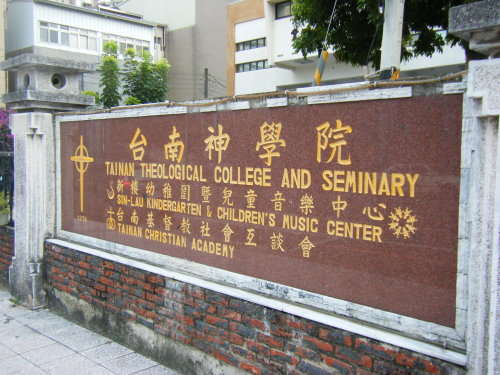 台南神學院
TAINAN THEOLOGICAL COLLEGE AND SEMINARY
新樓幼稚園暨兒童音樂中心
SIN-LAU KINDERGARTEN & CHILDREN'S MUSIC CENTER
台南基督教社會互談會
TAINAN CHRISTIAN ACADEMY
1876